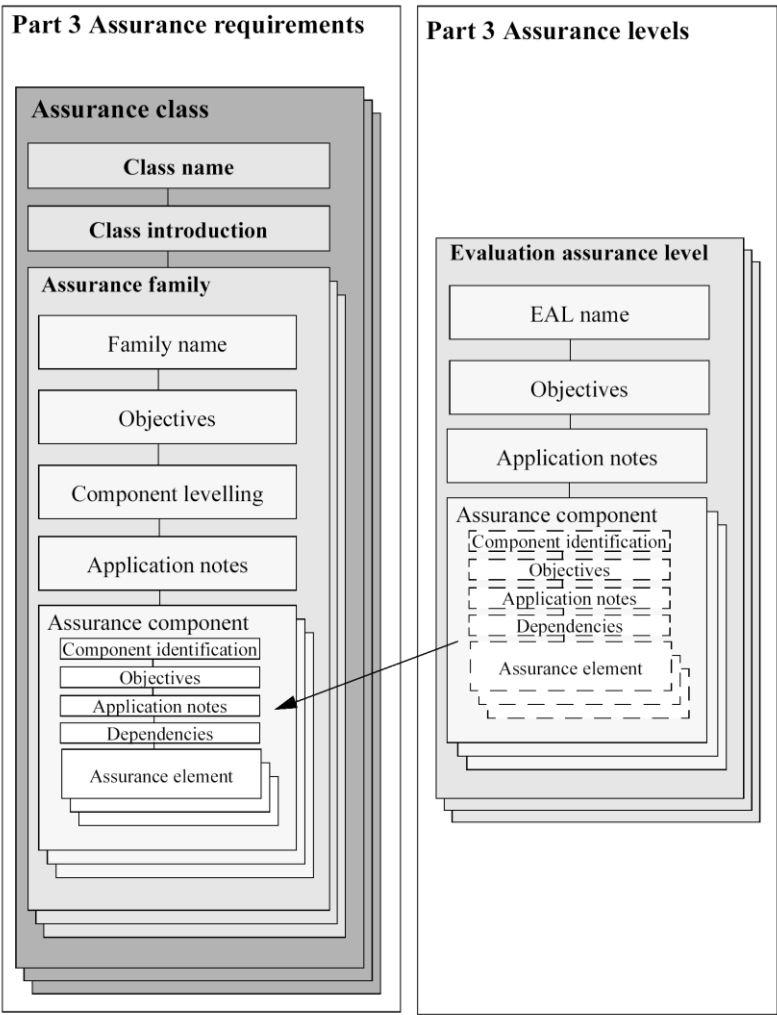 Part 3 Assurance requirements
Assurance class
Class name
Class introduction
Assurance family
Family name
Objectives
Component levelling
Application notes
Assurance component
Component identification
Objectives
Application notes
Dependencies
Assurance element
Part 3 Assurance levels
Evaluation assurance level
EAL name
Objectives
Application notes
Assurance component
Component identification
Objectives
Application notes
Dependencies
Assurance element